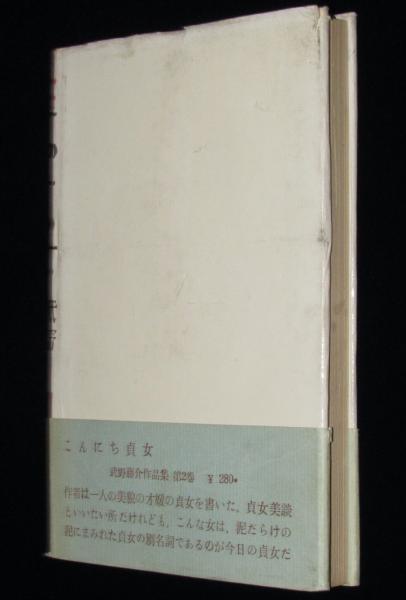 こんにち貞女
武野藤介作品集 第2巻 ¥ 280.
作者は一人の美貌の才媛の貞女を書いた。貞女美談
といいたい所だけれども、こんな女は、泥だらけの
泥にまみれた貞女の別名詞であるのが今日の貞女だ